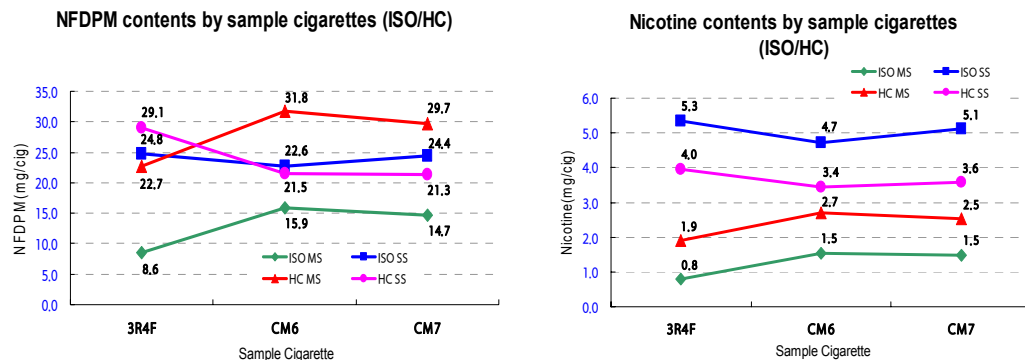 NFDPM contents by sample cigarettes (ISO/HC)
NFDPM (mg/cig)
35.0
30.0
25.0
20.0
15.0
10.0
5.0
0.0
29.1
24.8
22.7
8.6
31.8
22.6
21.5
15.9
29.7
24.4
21.3
14.7
ISO MS
ISO SS
HC MS
HC SS
3R4F
CM6
CM7
Sample Cigarette
Nicotine contents by sample cigarettes
(ISO/HC)
ISO MS
ISO SS
HC MS
HC SS
Nicotine(mg/cig)
6.0
5.0
4.0
3.0
2.0
1.0
0.0
5.3
4.0
1.9
0.8
4.7
3.4
2.7
1.5
5.1
3.6
2.5
1.5
3R4F
CM6
CM7
Sample Cigarette